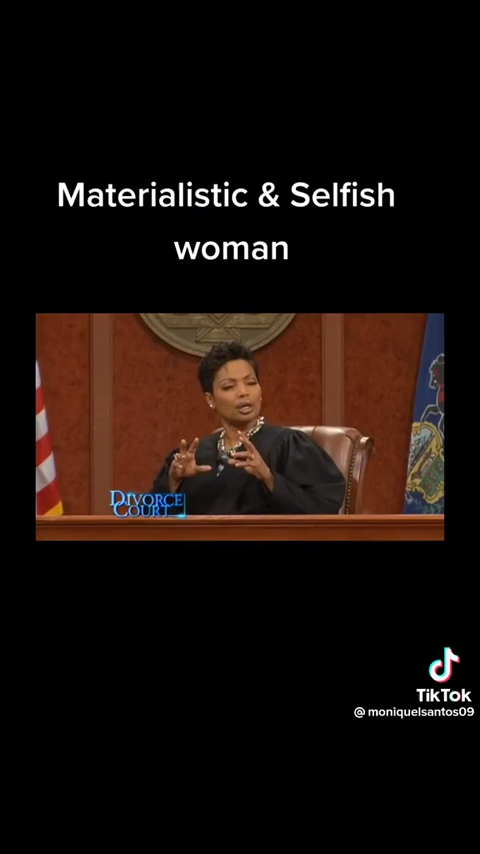 Materialistic & Selfish
woman
DIVORCE
COURT
TikTok
@moniquelsantos09